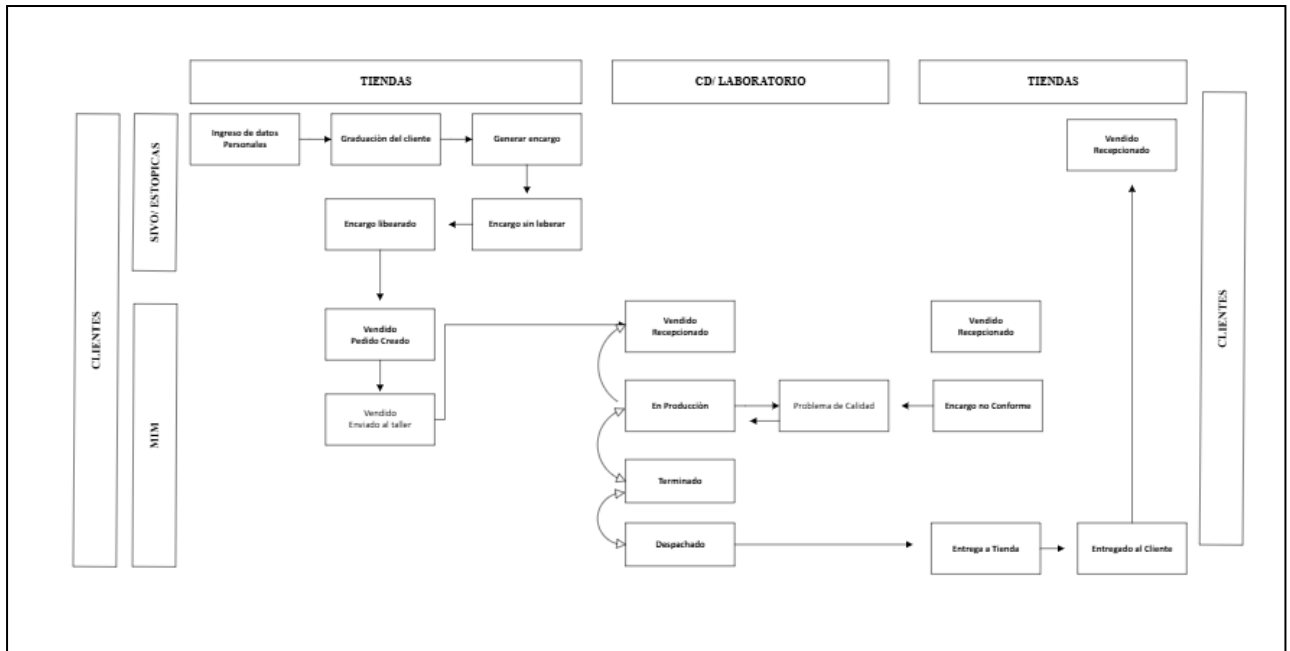 TIENDAS
CD/ LABORATORIO
TIENDAS
CLIENTES
SIVO/ ESTOPICAS
MIM
CLIENTES
Ingreso de datos
Personales
Graduaciòn del cliente
Generar encargo
Vendido
Recepcionado
Encargo libearado
Encargo sin leberar
Vendido
Pedido Creado
Vendido
Recepcionado
Vendido
Recepcionado
Vendido
Enviado al taller
En Producciòn
Problema de Calidad
Encargo no Conforme
Terminado
Despachado
Entrega a Tienda
Entregado al Cliente